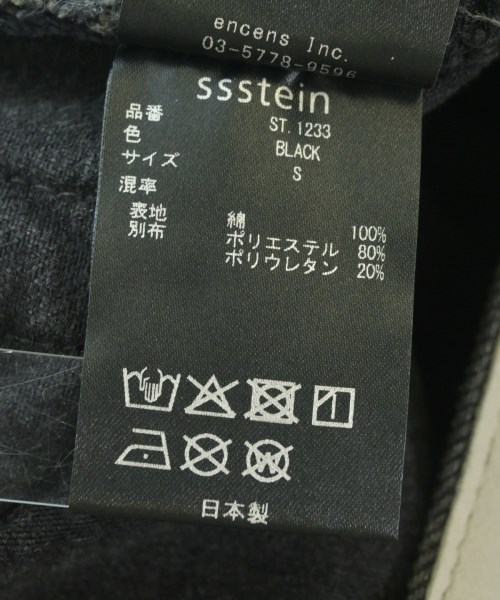 encens Inc.
03-5778-9596
ssstein
品番 ST.1233
色 BLACK
サイズ S
混率
表地 綿 100%
別布 ポリエステル 80%
ポリウレタン 20%
W
日本製